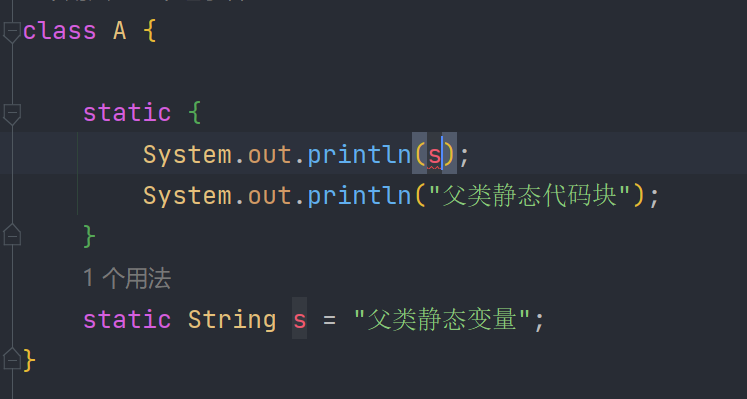 class A {
static {
System.out.println(s);
System.out.println("父类静态代码块");
}
1个用法
static String s = "父类静态变量";
}